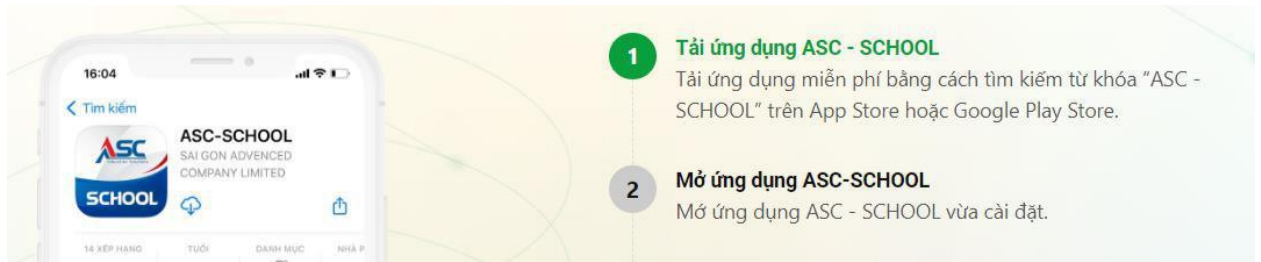 16:04
Tìm kiếm
ASC
SCHOOL
ASC-SCHOOL
SAI GON ADVANCED
COMPANY LIMITED
14 XẾP HẠNG TUỔI DANH MỤC NHÀ P
1
Tải ứng dụng ASC - SCHOOL
Tải ứng dụng miễn phí bằng cách tìm kiếm từ khóa “ASC -
SCHOOL” trên App Store hoặc Google Play Store.
2
Mở ứng dụng ASC-SCHOOL
Mớ ứng dụng ASC - SCHOOL vừa cài đặt.